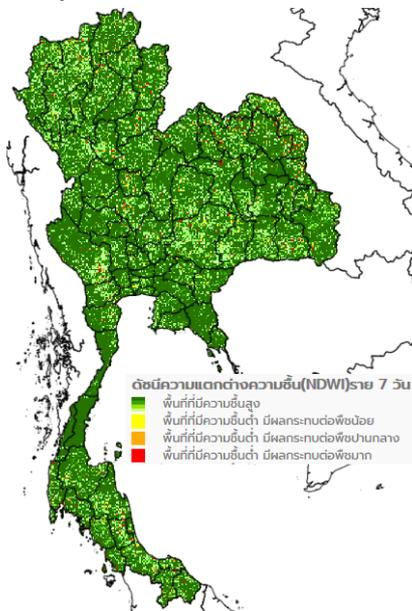 ดัชนีความแตกต่างความชื้น(NDWI)ราย 7 วัน
พื้นที่ที่มีความชื้นสูง
พื้นที่ที่มีความชื้นต่ำ มีผลกระทบต่อพืชน้อย
พื้นที่ที่มีความชื้นต่ำ มีผลกระทบต่อพืชปานกลาง
พื้นที่ที่มีความชื้นต่ำ มีผลกระทบต่อพืชมาก